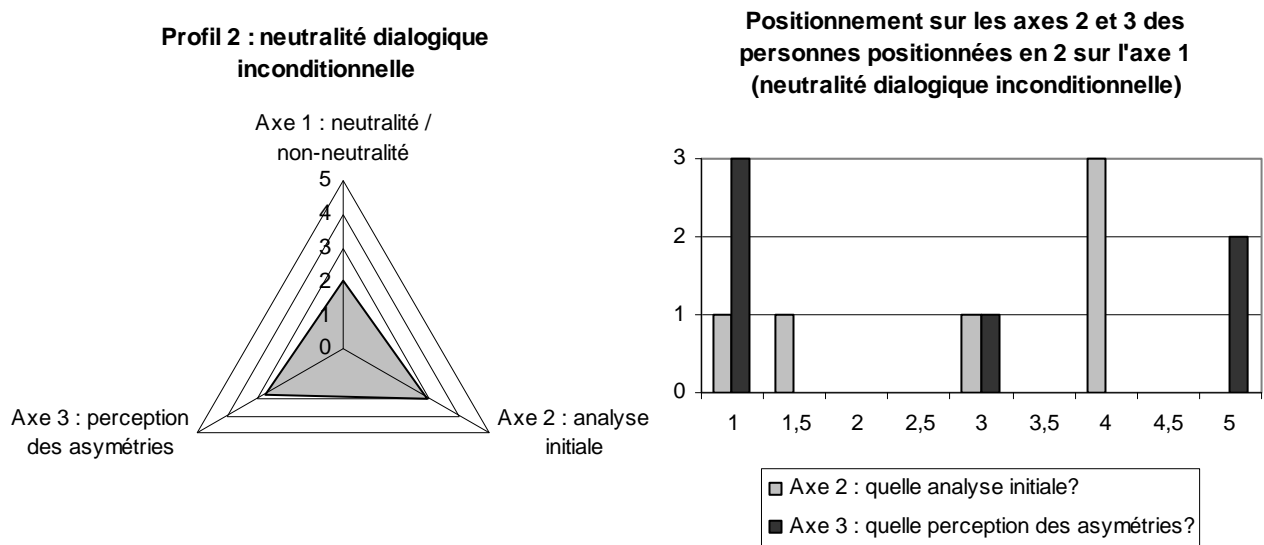 Profil 2 : neutralité dialogique
inconditionnelle
Axe 1 : neutralité /
non-neutralité
5
4
3
2
1
0
Axe 3 : perception
des asymétries
Axe 2 : analyse
initiale
Positionnement sur les axes 2 et 3 des
personnes positionnées en 2 sur l'axe 1
(neutralité dialogique inconditionnelle)
3
2
1
0
1 1,5 2 2,5 3 3,5 4 4,5 5
Axe 2 : quelle analyse initiale?
Axe 3 : quelle perception des asymétries?